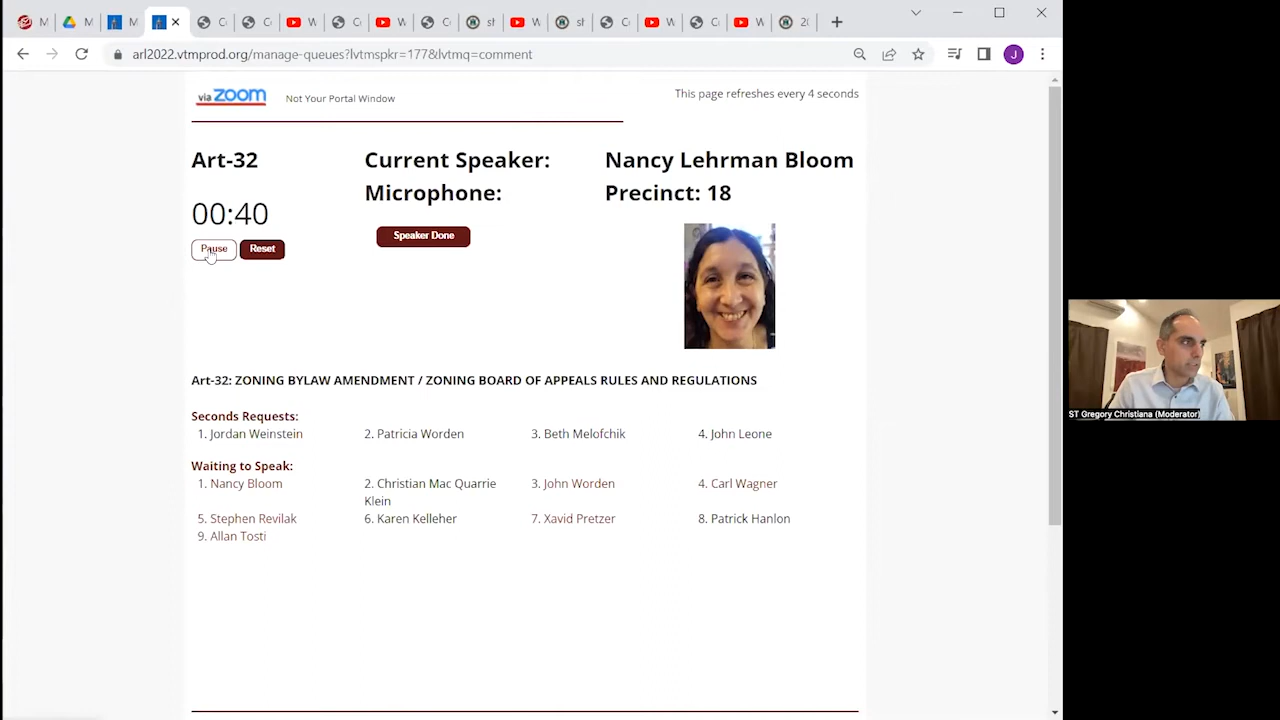 M
M
M
C
C
W
C
W
C
st
W
st
C
W
C
W
20
arl2022.vtmprod.org/manage-queues?lvtmspkr=177&lvtmq=comment
J
via zoom
Not Your Portal Window
This page refreshes every 4 seconds
Art-32
Current Speaker:
Nancy Lehrman Bloom
Microphone:
Precinct: 18
00:40
Speaker Done
Pause
Reset
Art-32: ZONING BYLAW AMENDMENT / ZONING BOARD OF APPEALS RULES AND REGULATIONS
Seconds Requests:
1. Jordan Weinstein
2. Patricia Worden
3. Beth Melofchik
4. John Leone
Waiting to Speak:
1. Nancy Bloom
2. Christian Mac Quarrie
Klein
3. John Worden
4. Carl Wagner
5. Stephen Revilak
6. Karen Kelleher
7. Xavid Pretzer
8. Patrick Hanlon
9. Allan Tosti
ST Gregory Christiana (Moderator)